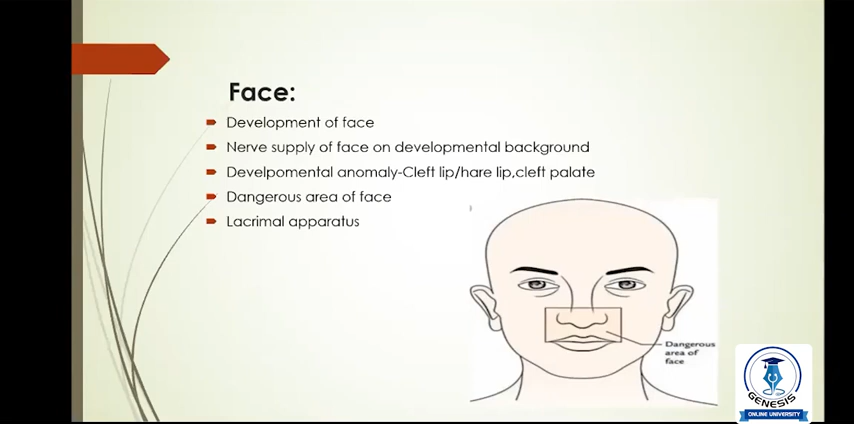 Face:
Development of face
Nerve supply of face on developmental background
Develpomental anomaly-Cleft lip/hare lip,cleft palate
Dangerous area of face
Lacrimal apparatus
Dangerous
area of
face
GENESIS
ONLINE UNIVERSITY